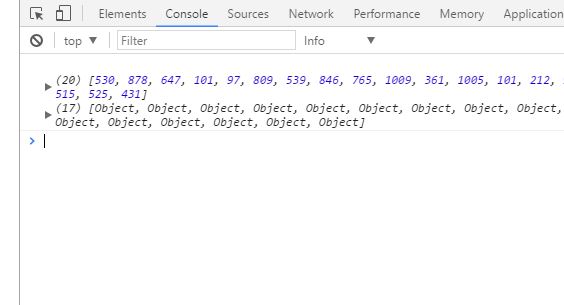 Elements Console Sources Network Performance Memory Application
top ▼ Filter Info ▼
▶ (20) [530, 878, 647, 101, 97, 809, 539, 846, 765, 1009, 361, 1005, 101, 212,
515, 525, 431]
▶ (17) [Object, Object, Object, Object, Object, Object, Object, Object, Object,
Object, Object, Object, Object, Object, Object]
>